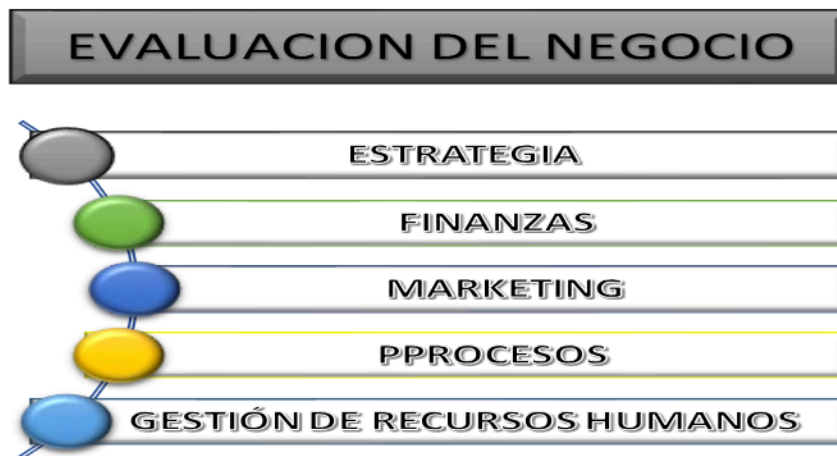 EVALUACION DEL NEGOCIO
ESTRATEGIA
FINANZAS
MARKETING
PPROCESOS
GESTIÓN DE RECURSOS HUMANOS